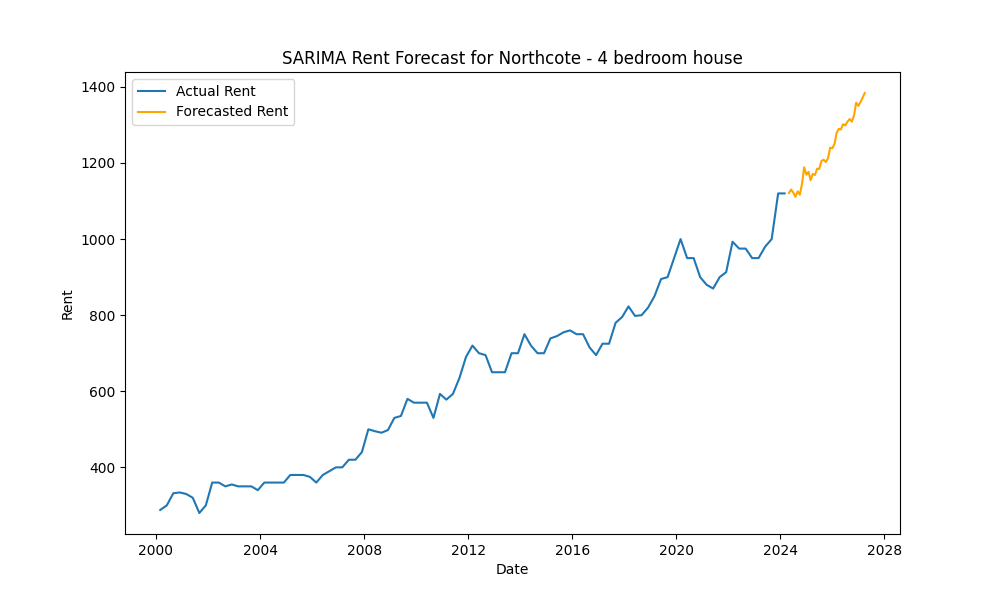 SARIMA Rent Forecast for Northcote - 4 bedroom house
Actual Rent
Forecasted Rent
1400
1200
1000
800
600
400
Rent
2000 2004 2008 2012 2016 2020 2024 2028
Date